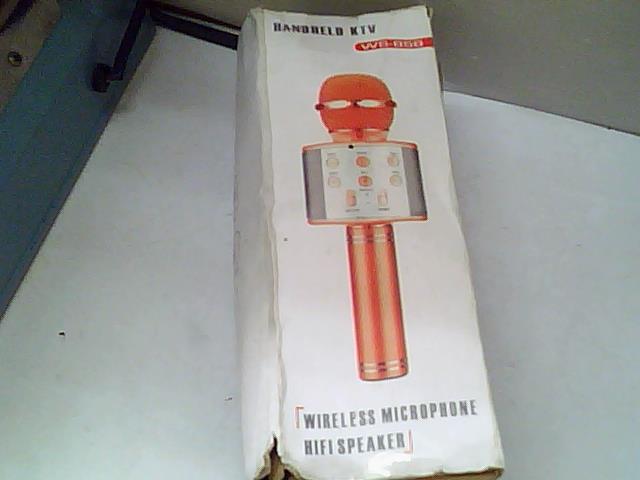 HANDHELD KTV
WS-858
WIRELESS MICROPHONE
HIFI SPEAKER